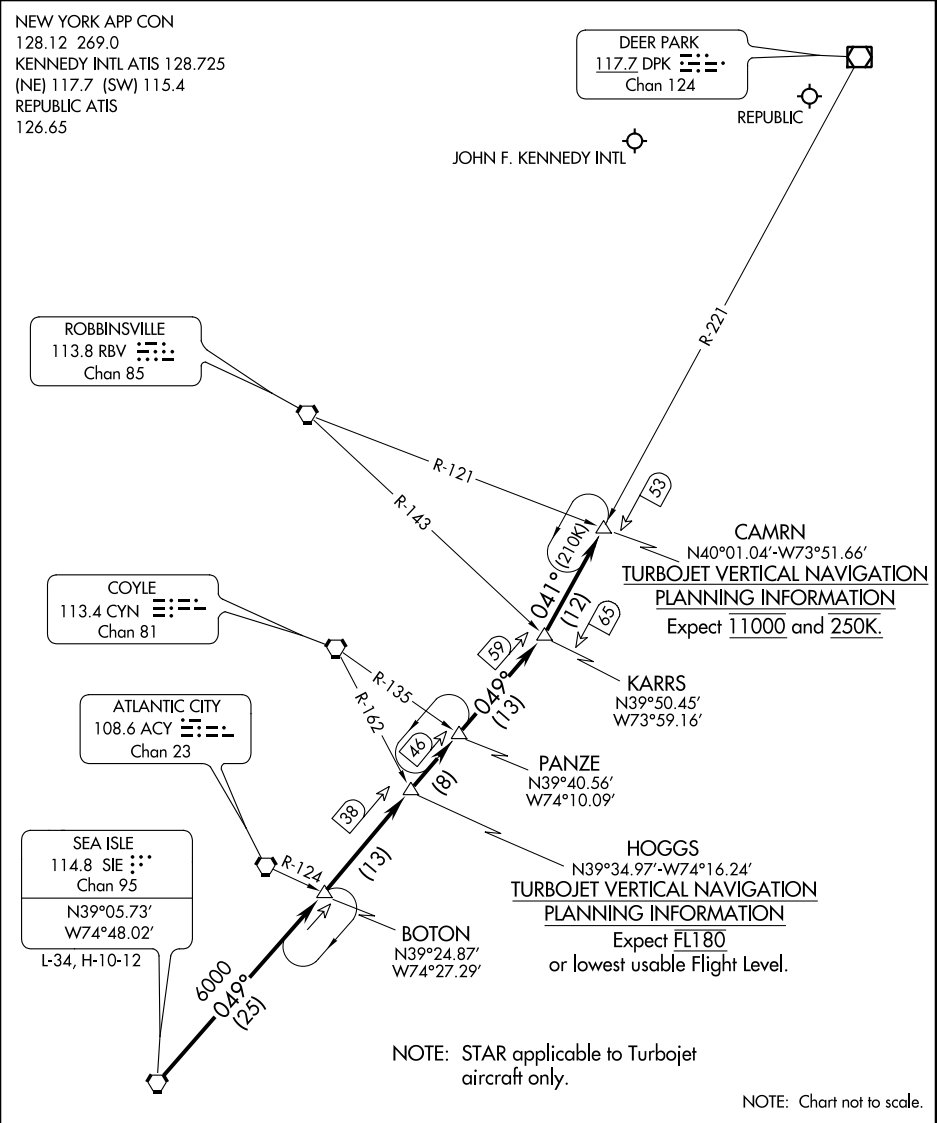 NEW YORK APP CON
128.12 269.0
KENNEDY INTL ATIS 128.725
(NE) 117.7 (SW) 115.4
REPUBLIC ATIS
126.65
DEER PARK
117.7 DPK
Chan 124
REPUBLIC
JOHN F. KENNEDY INTL
R-221
ROBBINSVILLE
113.8 RBV
Chan 85
R-121
R-143
53
(210K)
CAMRN
N40°01.04'-W73°51.66'
TURBOJET VERTICAL NAVIGATION
PLANNING INFORMATION
Expect 11000 and 250K.
041°
(12)
65
59
COYLE
113.4 CYN
Chan 81
R-135
R-162
049°
(13)
KARRS
N39°50.45'
W73°59.16'
46
(8)
PANZE
N39°40.56'
W74°10.09'
ATLANTIC CITY
108.6 ACY
Chan 23
38
(13)
R-124
HOGGS
N39°34.97'-W74°16.24'
TURBOJET VERTICAL NAVIGATION
PLANNING INFORMATION
Expect FL180
or lowest usable Flight Level.
SEA ISLE
114.8 SIE
Chan 95
N39°05.73'
W74°48.02'
L-34, H-10-12
BOTON
N39°24.87'
W74°27.29'
6000
049°
(25)
NOTE: STAR applicable to Turbojet
aircraft only.
NOTE: Chart not to scale.